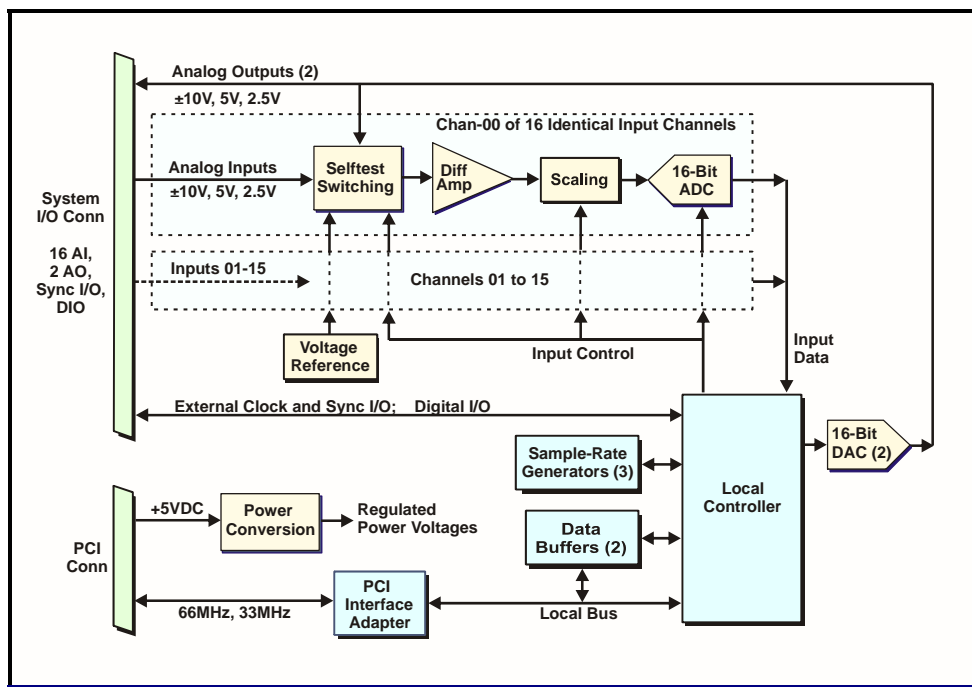 Analog Outputs (2)
±10V, 5V, 2.5V
Chan-00 of 16 Identical Input Channels
Analog Inputs
±10V, 5V, 2.5V
Selftest
Switching
Diff
Amp
Scaling
16-Bit
ADC
System
I/O Conn
16 AI,
2 AO,
Sync I/O,
DIO
Inputs 01-15
Channels 01 to 15
Voltage
Reference
Input Control
Input
Data
External Clock and Sync I/O; Digital I/O
16-Bit
DAC (2)
Sample-Rate
Generators (3)
Local
Controller
+5VDC
Power
Conversion
Regulated
Power Voltages
Data
Buffers (2)
PCI
Conn
66MHz, 33MHz
PCI
Interface
Adapter
Local Bus